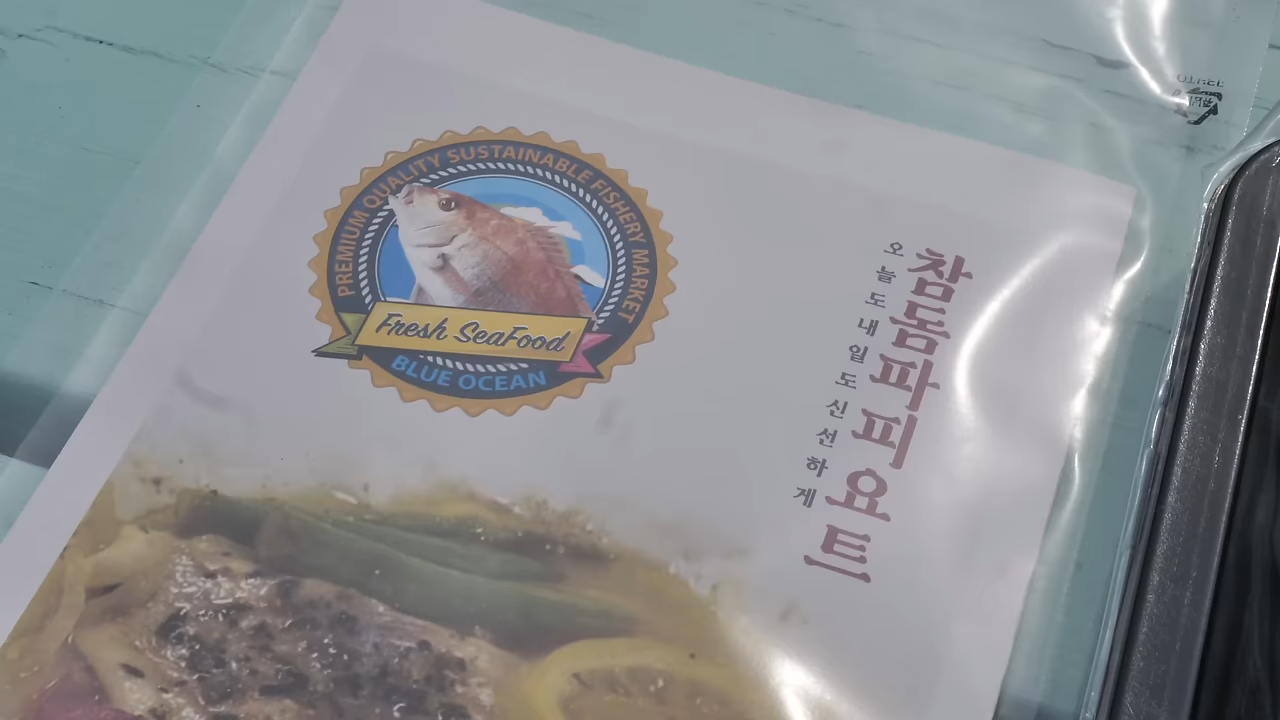 PREMIUM QUALITY SUSTAINABLE FISHERY MARKET
Fresh SeaFood
BLUE OCEAN
참돔파피요트
오늘도내일도신선하게
OTHER